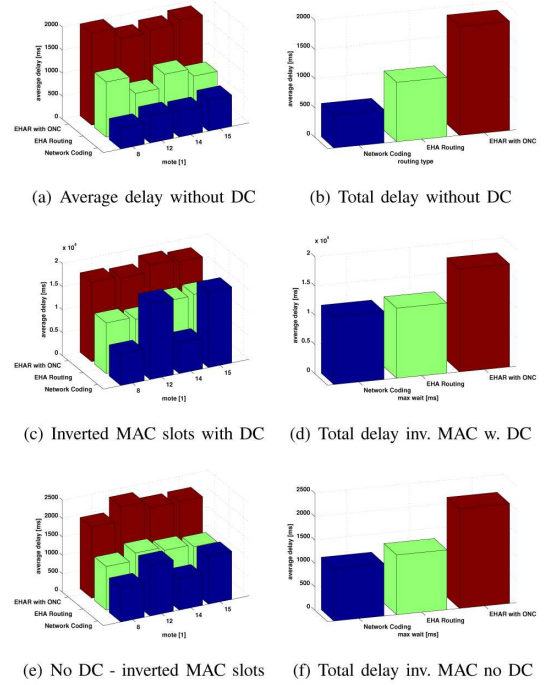 2000
1500
1000
500
0
average delay [ms]
EHAR with ONC
EHA Routing
Network Coding
8
12
14
15
mote [1]
(a) Average delay without DC
2000
1500
1000
500
0
average delay [ms]
Network Coding
EHA Routing
EHAR with ONC
routing type
(b) Total delay without DC
x 10⁴
2
1.5
1
0.5
0
average delay [ms]
EHAR with ONC
EHA Routing
Network Coding
8
12
14
15
mote [1]
(c) Inverted MAC slots with DC
x 10⁴
2
1.5
1
0.5
0
average delay [ms]
Network Coding
EHA Routing
EHAR with ONC
max wait [ms]
(d) Total delay inv. MAC w. DC
2500
2000
1500
1000
500
0
average delay [ms]
EHAR with ONC
EHA Routing
Network Coding
8
12
14
15
mote [1]
(e) No DC - inverted MAC slots
2500
2000
1500
1000
500
0
average delay [ms]
Network Coding
EHA Routing
EHAR with ONC
max wait [ms]
(f) Total delay inv. MAC no DC